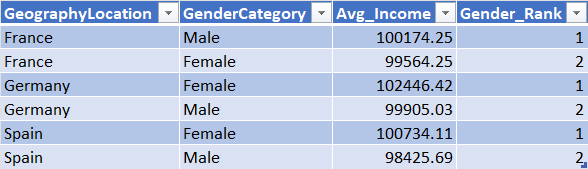 GeographyLocation GenderCategory Avg_Income Gender_Rank
France Male 100174.25 1
France Female 99564.25 2
Germany Female 102446.42 1
Germany Male 99905.03 2
Spain Female 100734.11 1
Spain Male 98425.69 2